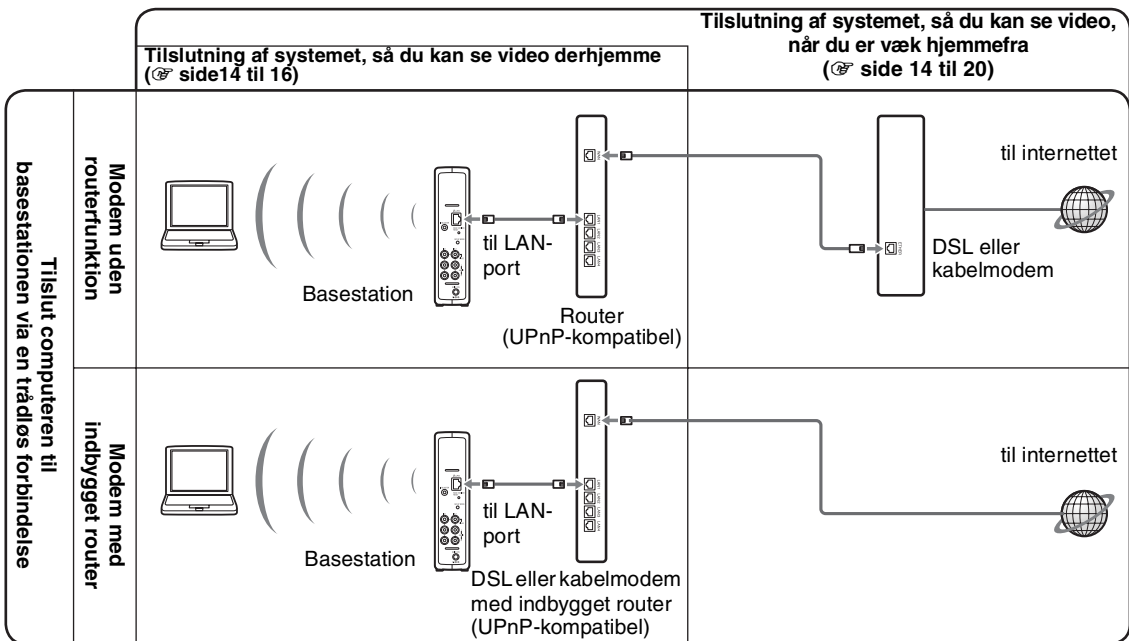 Tilslutning af systemet, så du kan se video,
når du er væk hjemmefra
(☞ side 14 til 20)
Tilslutning af systemet, så du kan se video derhjemme
(☞ side14 til 16)
Tilslut computeren til
basestationen via en trådløs forbindelse
Modem uden
routerfunktion
Basestation
til LAN-
port
Router
(UPnP-kompatibel)
DSL eller
kabelmodem
til internettet
Modem med
indbygget router
Basestation
til LAN-
port
DSL eller kabelmodem
med indbygget router
(UPnP-kompatibel)
til internettet